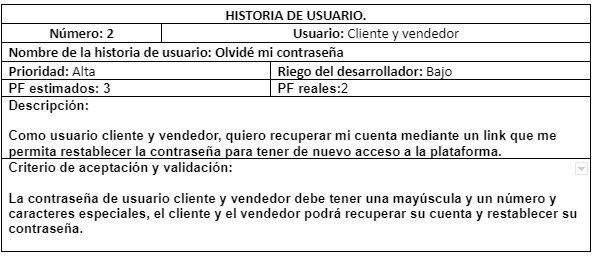 HISTORIA DE USUARIO.
Número: 2 Usuario: Cliente y vendedor
Nombre de la historia de usuario: Olvidé mi contraseña
Prioridad: Alta Riego del desarrollador: Bajo
PF estimados: 3 PF reales:2
Descripción:
Como usuario cliente y vendedor, quiero recuperar mi cuenta mediante un link que me
permita restablecer la contraseña para tener de nuevo acceso a la plataforma.
Criterio de aceptación y validación:
La contraseña de usuario cliente y vendedor debe tener una mayúscula y un número y
caracteres especiales, el cliente y el vendedor podrá recuperar su cuenta y restablecer su
contraseña.